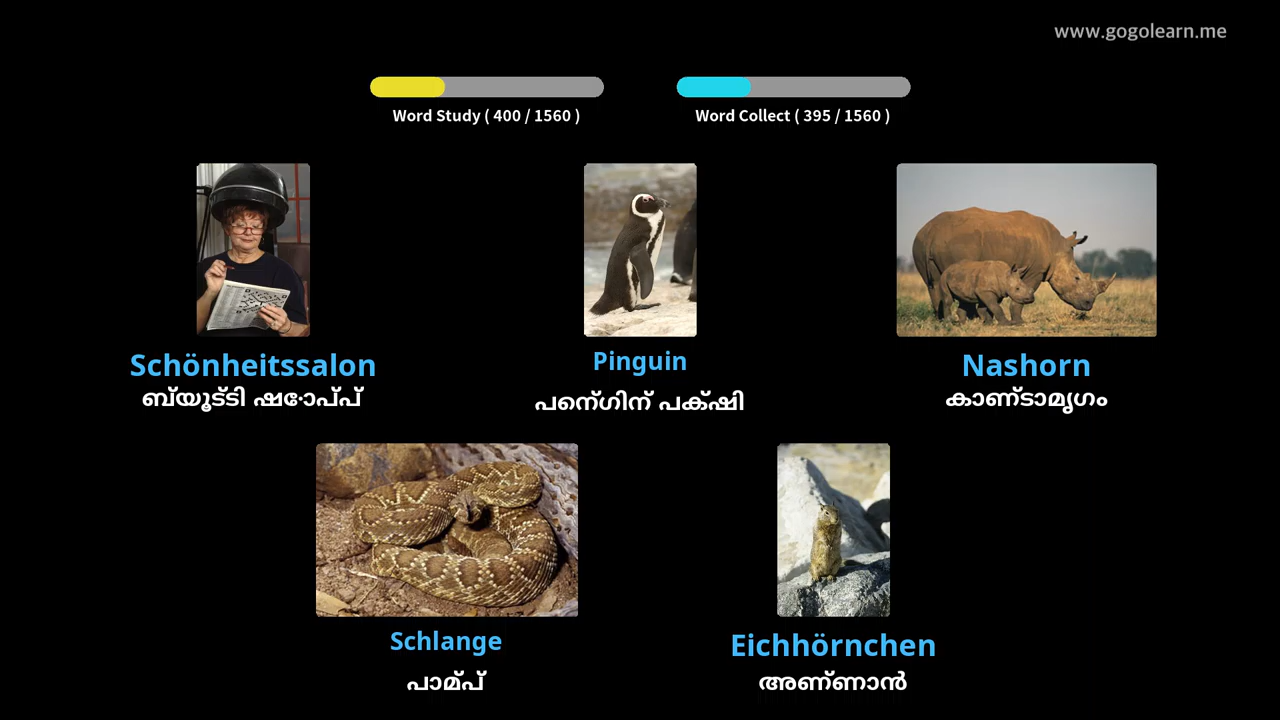 www.gogolearn.me
Word Study ( 400 / 1560 )
Word Collect ( 395 / 1560 )
Schönheitssalon
ബ്യൂട്ടി ഷോപ്പ്
Pinguin
പെന്ഗിന് പക്ഷി
Nashorn
കാണ്ടാമൃഗം
Schlange
പാമ്പ്
Eichhörnchen
അണ്ണാൻ